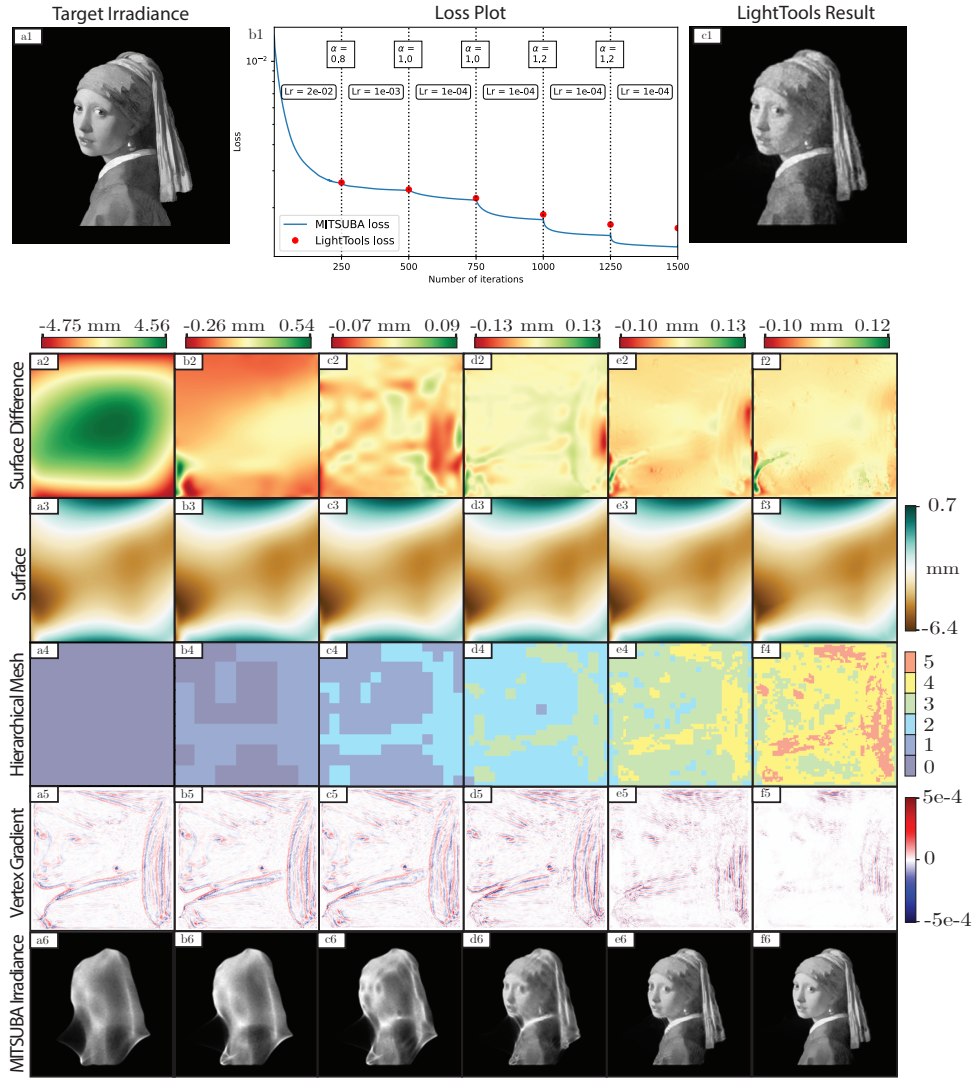 Target Irradiance
Loss Plot
LightTools Result
a1
b1
c1
10⁻²
Loss
α =
0,8
α =
1,0
α =
1,0
α =
1,2
α =
1,2
Lr = 2e-02
Lr = 1e-03
Lr = 1e-04
Lr = 1e-04
Lr = 1e-04
Lr = 1e-04
MITSUBA loss
LightTools loss
250
500
750
1000
1250
1500
Number of iterations
-4.75 mm 4.56
-0.26 mm 0.54
-0.07 mm 0.09
-0.13 mm 0.13
-0.10 mm 0.13
-0.10 mm 0.12
Surface Difference
a2
b2
c2
d2
e2
f2
Surface
a3
b3
c3
d3
e3
f3
0.7
mm
-6.4
Hierarchical Mesh
a4
b4
c4
d4
e4
f4
5
4
3
2
1
0
Vertex Gradient
a5
b5
c5
d5
e5
f5
5e-4
0
-5e-4
MITSUBA Irradiance
a6
b6
c6
d6
e6
f6